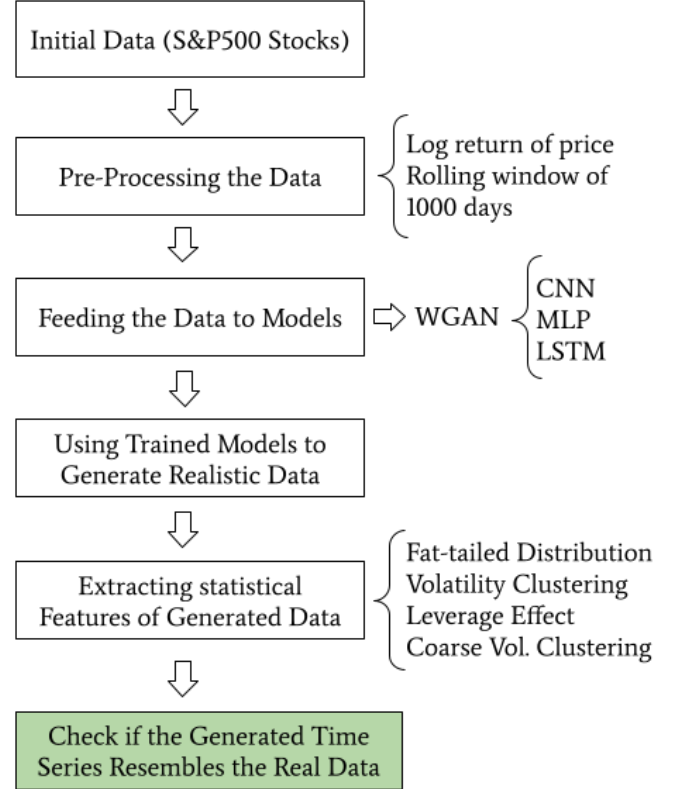 Initial Data (S&P500 Stocks)
Pre-Processing the Data
Log return of price
Rolling window of
1000 days
Feeding the Data to Models
WGAN
CNN
MLP
LSTM
Using Trained Models to
Generate Realistic Data
Extracting statistical
Features of Generated Data
Fat-tailed Distribution
Volatility Clustering
Leverage Effect
Coarse Vol. Clustering
Check if the Generated Time
Series Resembles the Real Data